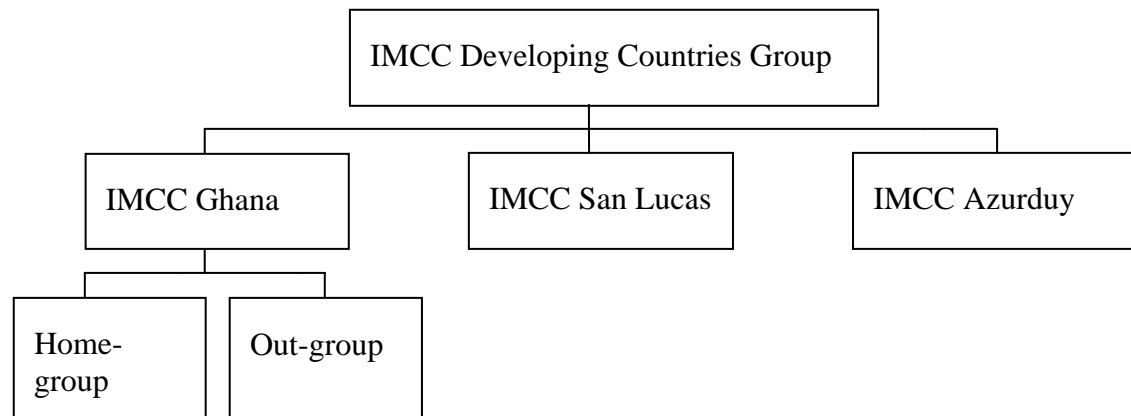 IMCC Developing Countries Group
IMCC Ghana
IMCC San Lucas
IMCC Azurduy
Home-
group
Out-group